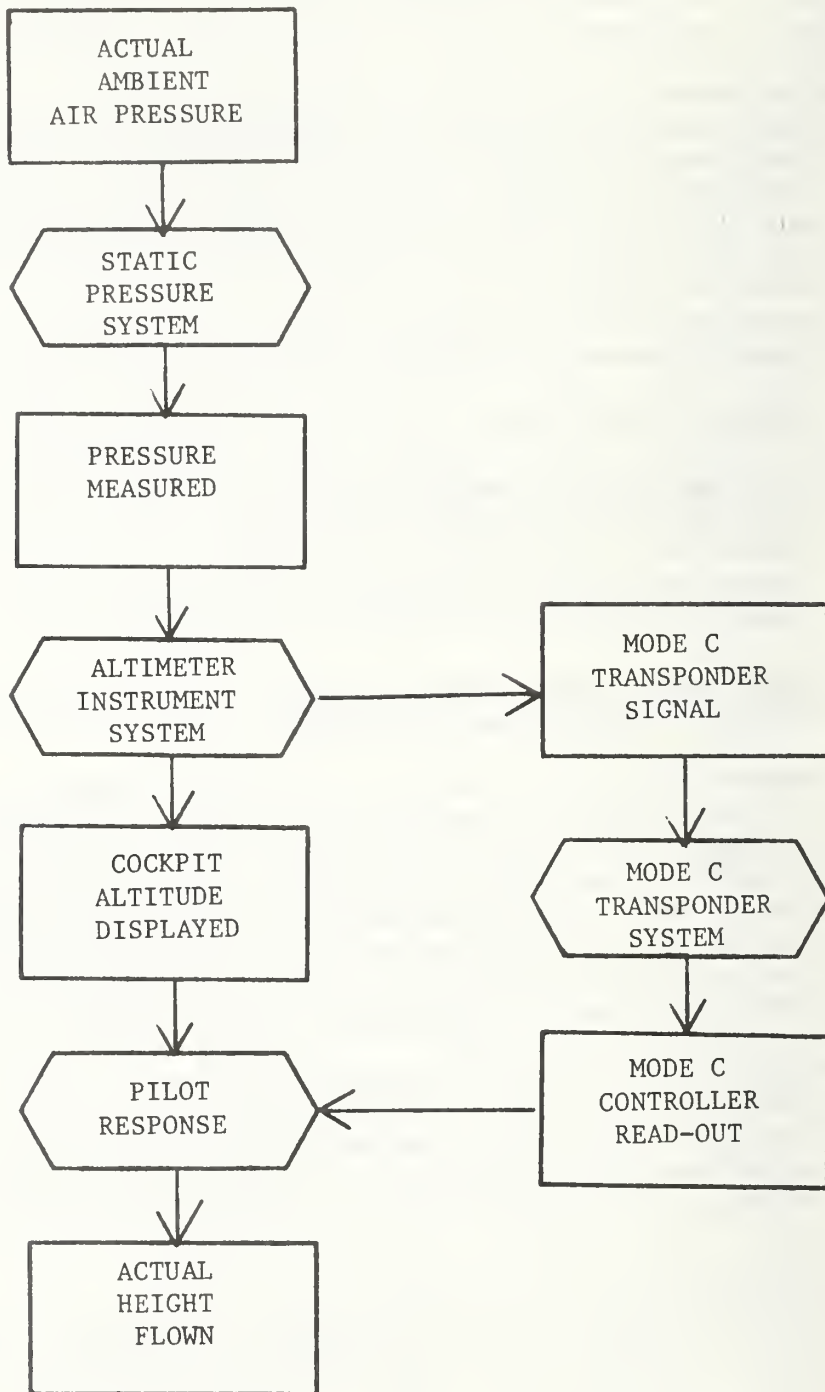 ACTUAL
AMBIENT
AIR PRESSURE
STATIC
PRESSURE
SYSTEM
PRESSURE
MEASURED
ALTIMETER
INSTRUMENT
SYSTEM
MODE C
TRANSPONDER
SIGNAL
COCKPIT
ALTITUDE
DISPLAYED
MODE C
TRANSPONDER
SYSTEM
PILOT
RESPONSE
MODE C
CONTROLLER
READ-OUT
ACTUAL
HEIGHT
FLOWN